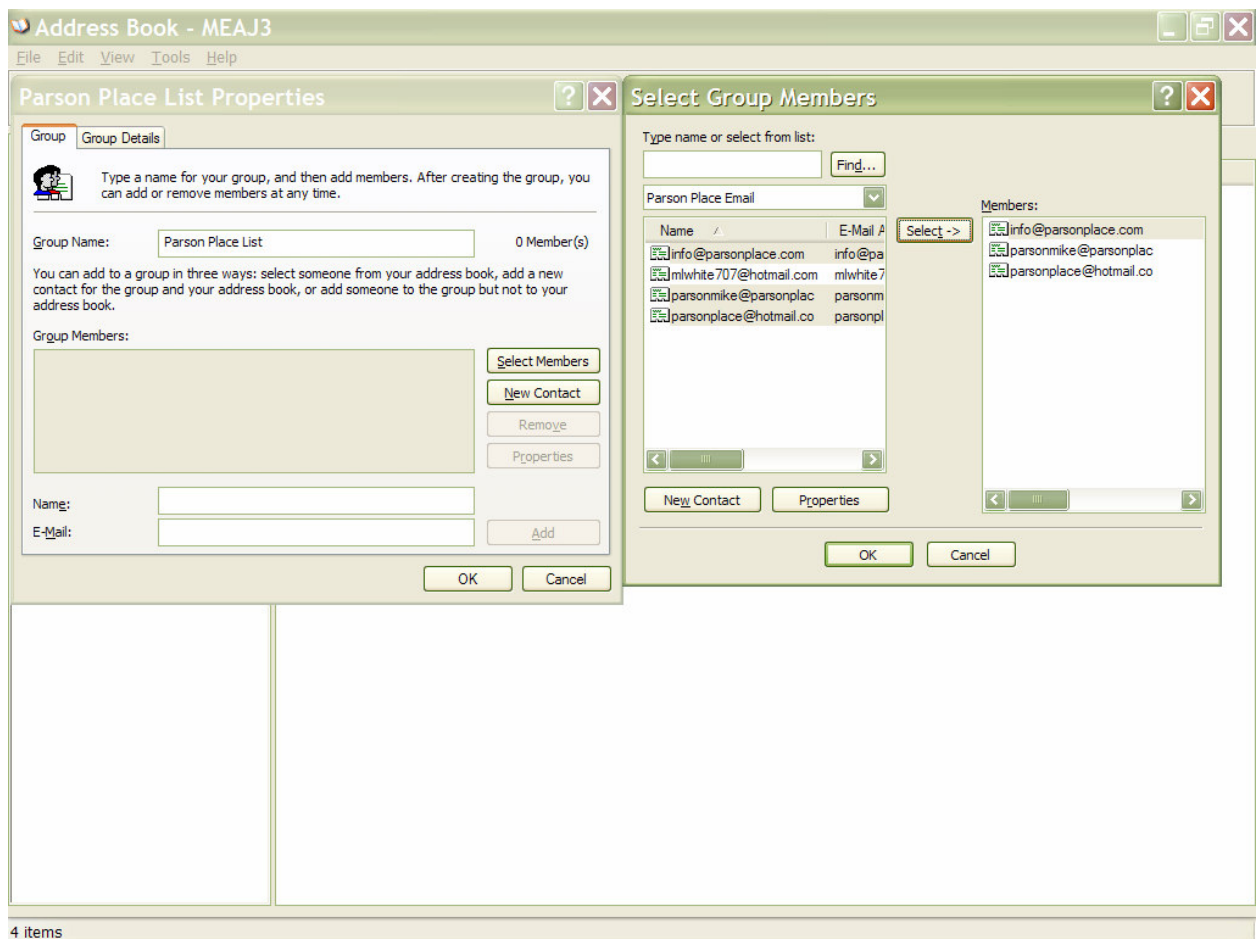 Address Book - MEAJ3
File Edit View Tools Help
Parson Place List Properties
Group Group Details
Type a name for your group, and then add members. After creating the group, you
can add or remove members at any time.
Group Name: Parson Place List 0 Member(s)
You can add to a group in three ways: select someone from your address book, add a new
contact for the group and your address book, or add someone to the group but not to your
address book.
Group Members:
Select Members
New Contact
Remove
Properties
Name:
E-Mail: Add
OK Cancel
Select Group Members
Type name or select from list:
Find...
Parson Place Email
Name E-Mail A
info@parsonplace.com info@pa
mlwhite707@hotmail.com mlwhite7
parsonmike@parsonplac parsonm
parsonplace@hotmail.co parsonpl
Select ->
Members:
info@parsonplace.com
parsonmike@parsonplac
parsonplace@hotmail.co
New Contact Properties
OK Cancel
4 items